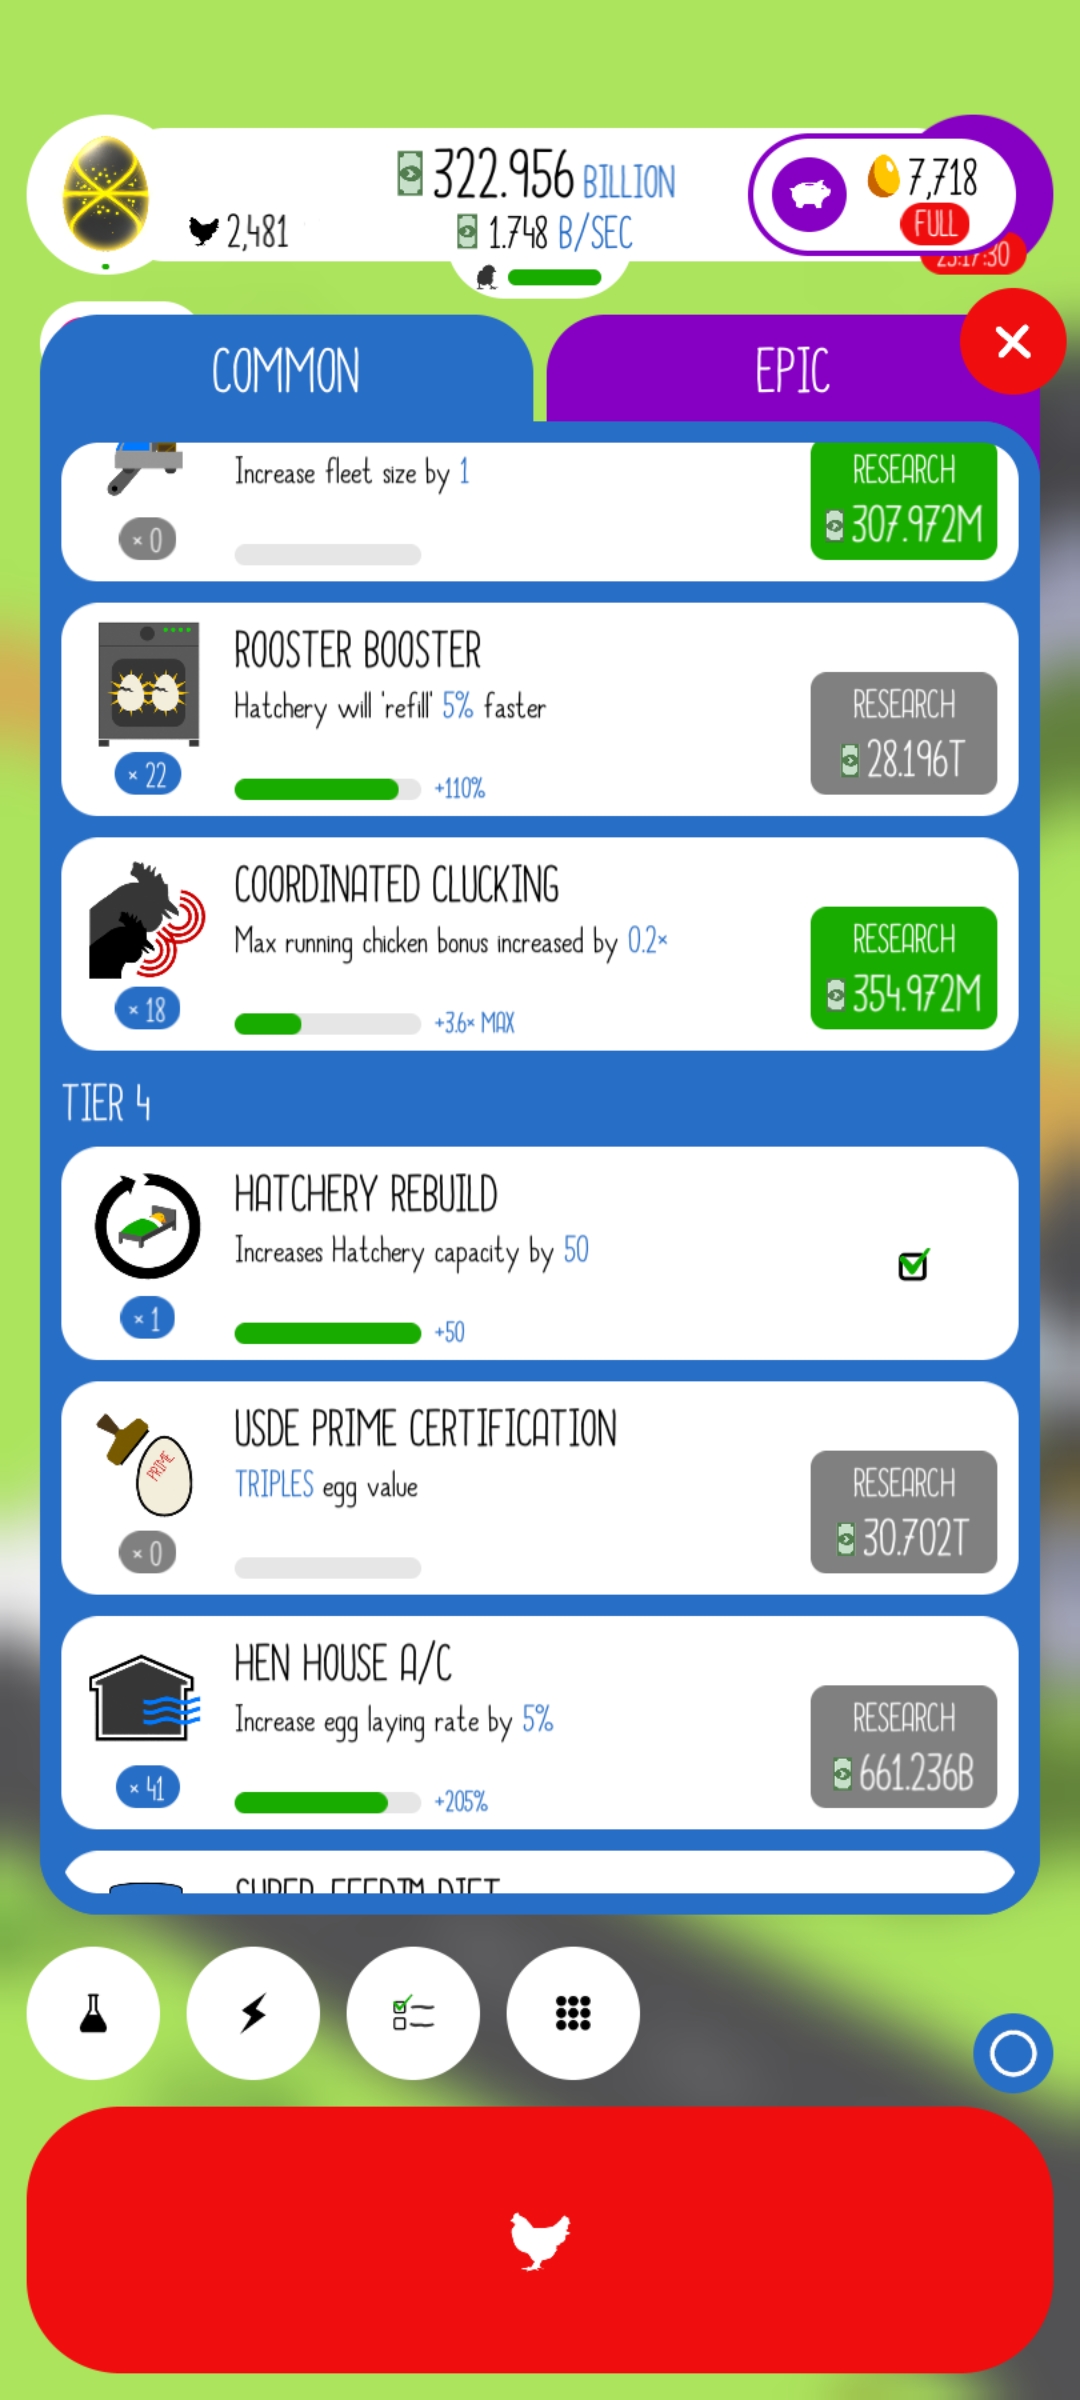 322.956 BILLION
7,718
FULL
2,481
1.748 B/SEC
23:17:30
COMMON
EPIC
Increase fleet size by 1
RESEARCH
307.972M
× 0
ROOSTER BOOSTER
Hatchery will 'refill' 5% faster
RESEARCH
28.196T
× 22
+110%
COORDINATED CLUCKING
Max running chicken bonus increased by 0.2×
RESEARCH
354.972M
× 18
+3.6× MAX
TIER 4
HATCHERY REBUILD
Increases Hatchery capacity by 50
× 1
+50
USDE PRIME CERTIFICATION
PRIME
TRIPLES egg value
RESEARCH
30.702T
× 0
HEN HOUSE A/C
Increase egg laying rate by 5%
RESEARCH
661.236B
× 41
+205%
SUPER FEED™ DIET